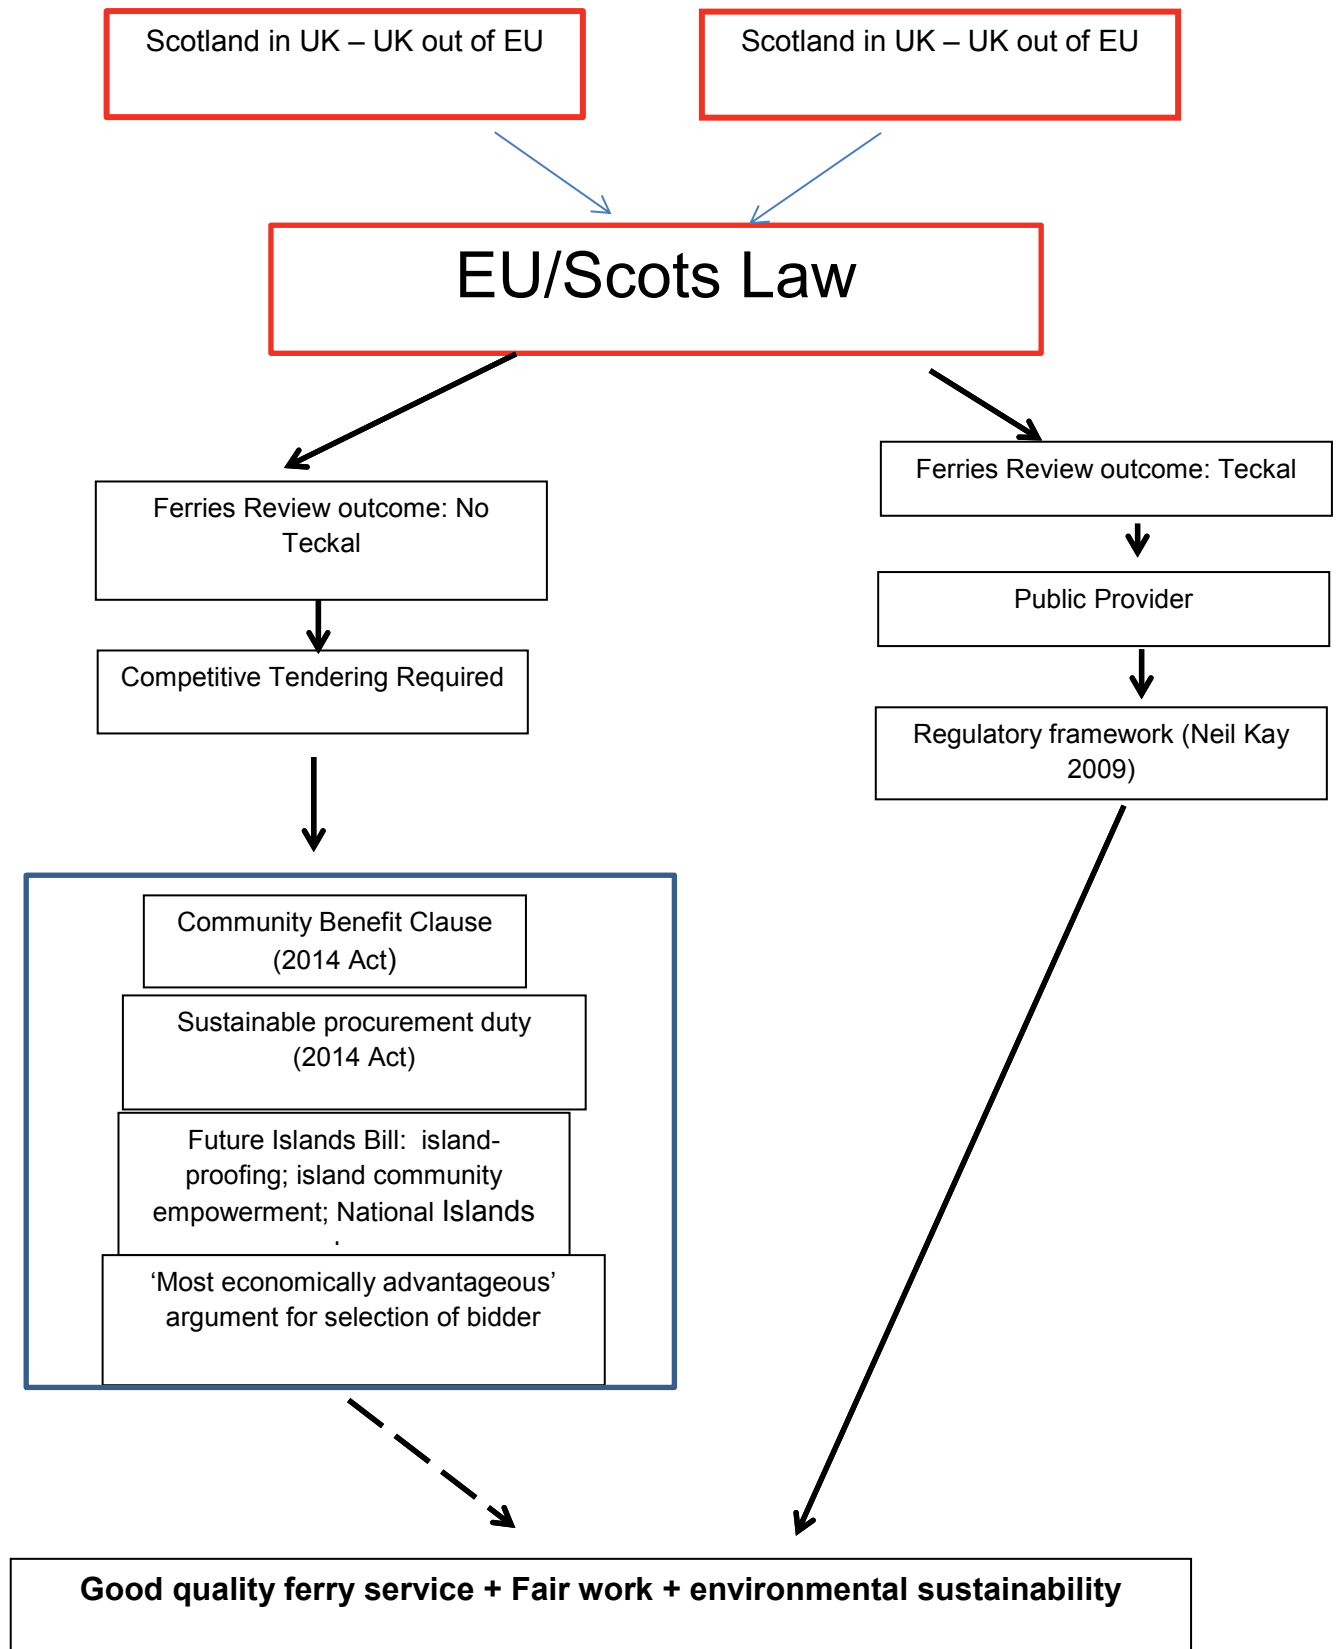 Scotland in UK – UK out of EU
Scotland in UK – UK out of EU
EU/Scots Law
Ferries Review outcome: No
Teckal
Ferries Review outcome: Teckal
Public Provider
Competitive Tendering Required
Regulatory framework (Neil Kay
2009)
Community Benefit Clause
(2014 Act)
Sustainable procurement duty
(2014 Act)
Future Islands Bill:  island-
proofing; island community
empowerment; National Islands
‘Most economically advantageous’
argument for selection of bidder
Good quality ferry service + Fair work + environmental sustainability